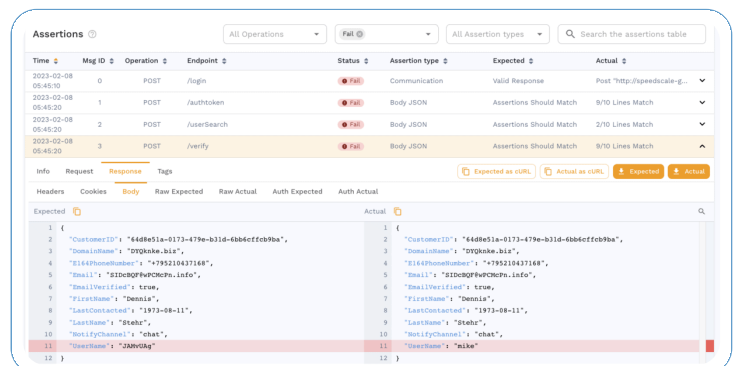 Assertions
All Operations
Fail
All Assertion types
Search the assertions table
Time Msg ID Operation Endpoint Status Assertion type Expected Actual
2023-02-08 05:45:10 0 POST /login Fail Communication Valid Response Post "http://speedscale-g...
2023-02-08 05:45:20 1 POST /authtoken Fail Body JSON Assertions Should Match 9/10 Lines Match
2023-02-08 05:45:20 2 POST /userSearch Fail Body JSON Assertions Should Match 2/10 Lines Match
2023-02-08 05:45:20 3 POST /verify Fail Body JSON Assertions Should Match 9/10 Lines Match
Info Request Response Tags
Expected as cURL Actual as cURL Expected Actual
Headers Cookies Body Raw Expected Raw Actual Auth Expected Auth Actual
Expected
1 {
2 "CustomerID": "64d8e51a-0173-479e-b31d-6bb6cffcb9ba",
3 "DomainName": "DYQknke.biz",
4 "E164PhoneNumber": "+795210437168",
5 "Email": "SIDcBQF@wPCMcPn.info",
6 "EmailVerified": true,
7 "FirstName": "Dennis",
8 "LastContacted": "1973-08-11",
9 "LastName": "Stehr",
10 "NotifyChannel": "chat",
11 "UserName": "JAMvUAg"
12 }
Actual
1 {
2 "CustomerID": "64d8e51a-0173-479e-b31d-6bb6cffcb9ba",
3 "DomainName": "DYQknke.biz",
4 "E164PhoneNumber": "+795210437168",
5 "Email": "SIDcBQF@wPCMcPn.info",
6 "EmailVerified": true,
7 "FirstName": "Dennis",
8 "LastContacted": "1973-08-11",
9 "LastName": "Stehr",
10 "NotifyChannel": "chat",
11 "UserName": "mike"
12 }